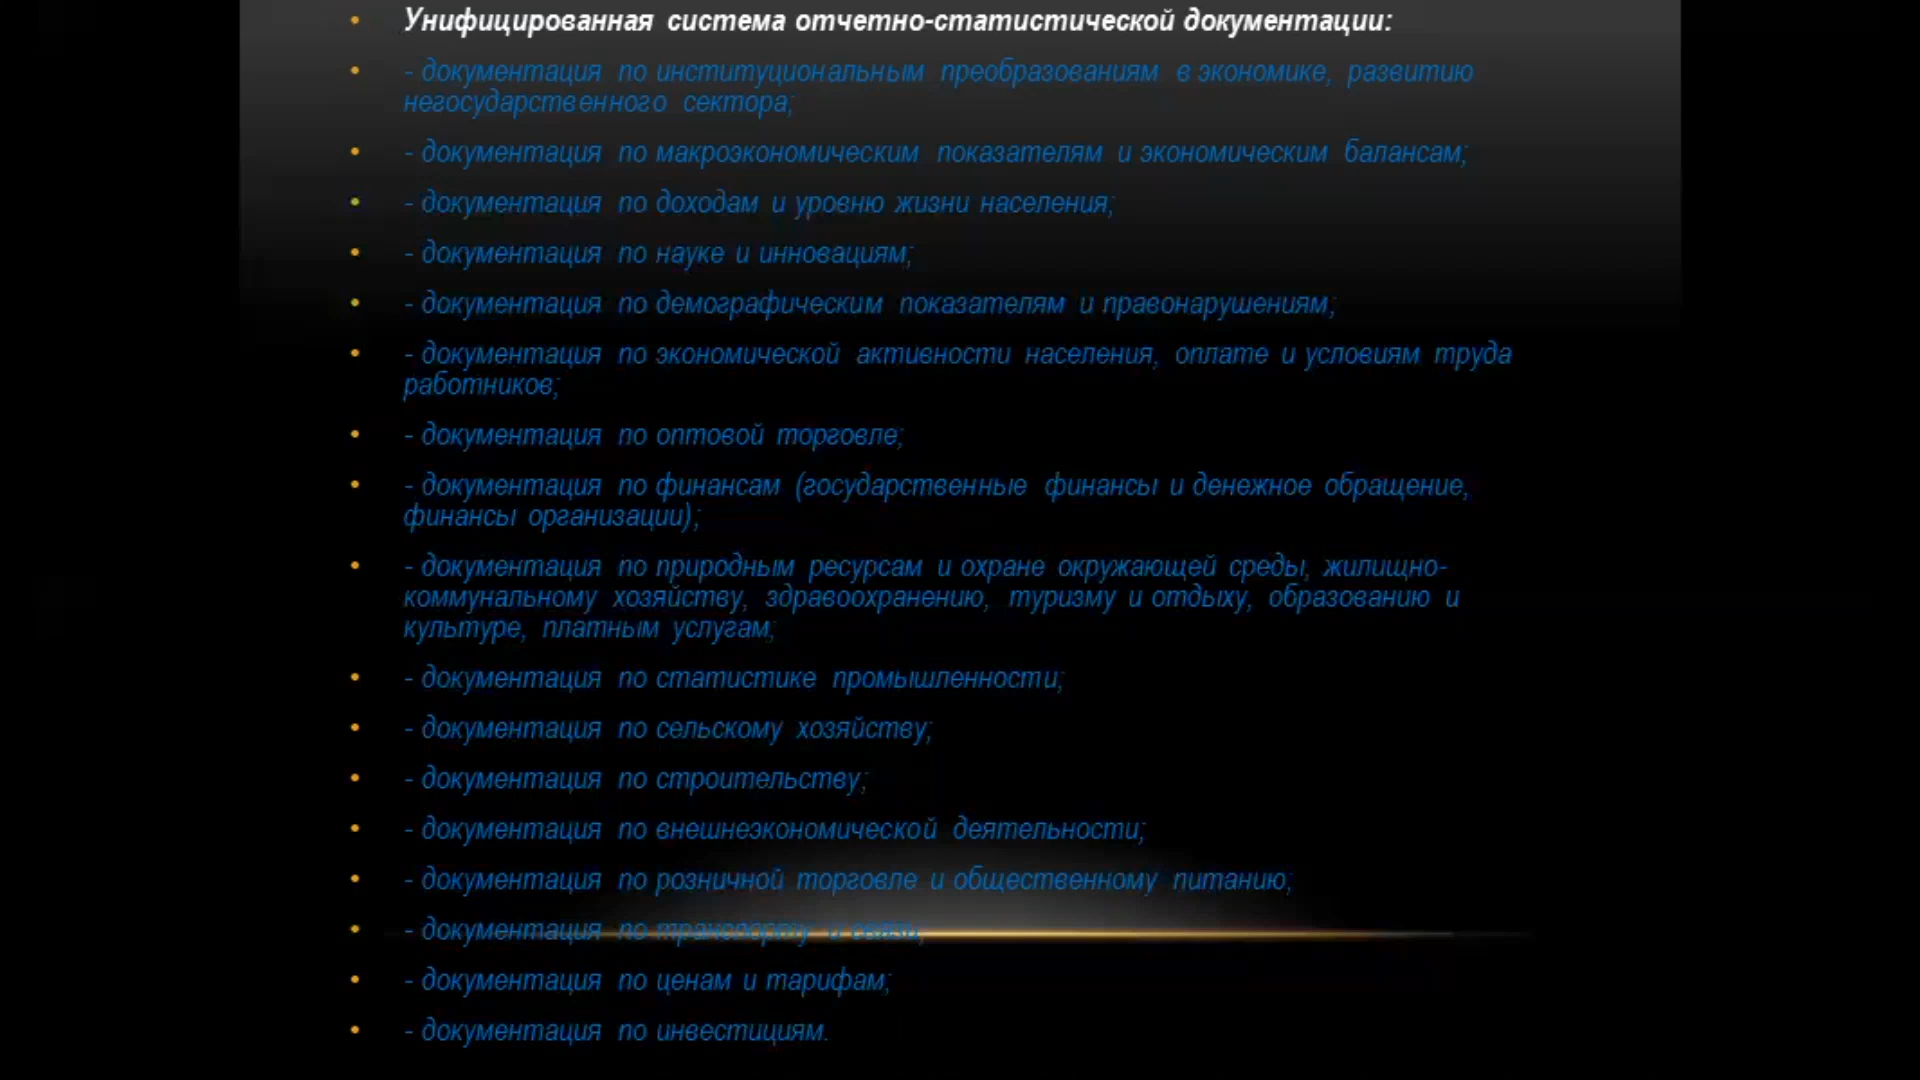 • Унифицированная система отчетно-статистической документации:
• - документация по институциональным преобразованиям в экономике, развитию
негосударственного сектора;
• - документация по макроэкономическим показателям и экономическим балансам;
• - документация по доходам и уровню жизни населения;
• - документация по науке и инновациям;
• - документация по демографическим показателям и правонарушениям;
• - документация по экономической активности населения, оплате и условиям труда
работников;
• - документация по оптовой торговле;
• - документация по финансам (государственные финансы и денежное обращение,
финансы организации);
• - документация по природным ресурсам и охране окружающей среды, жилищно-
коммунальному хозяйству, здравоохранению, туризму и отдыху, образованию и
культуре, платным услугам;
• - документация по статистике промышленности;
• - документация по сельскому хозяйству;
• - документация по строительству;
• - документация по внешнеэкономической деятельности;
• - документация по розничной торговле и общественному питанию;
• - документация по транспорту и связи;
• - документация по ценам и тарифам;
• - документация по инвестициям.